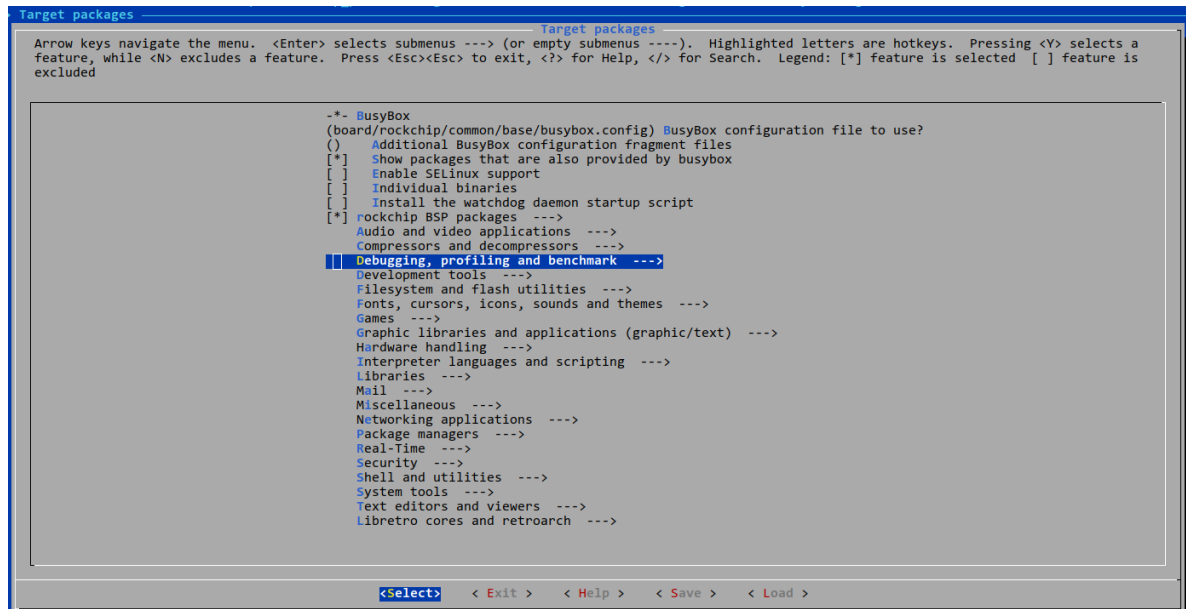 Target packages
Target packages
Arrow keys navigate the menu. <Enter> selects submenus ---> (or empty submenus ----). Highlighted letters are hotkeys. Pressing <Y> selects a
feature, while <N> excludes a feature. Press <Esc><Esc> to exit, <?> for Help, </> for Search. Legend: [*] feature is selected [ ] feature is
excluded
-*- BusyBox
(board/rockchip/common/base/busybox.config) BusyBox configuration file to use?
() Additional BusyBox configuration fragment files
[*] Show packages that are also provided by busybox
[ ] Enable SELinux support
[ ] Individual binaries
[ ] Install the watchdog daemon startup script
[*] rockchip BSP packages --->
Audio and video applications --->
Compressors and decompressors --->
Debugging, profiling and benchmark --->
Development tools --->
Filesystem and flash utilities --->
Fonts, cursors, icons, sounds and themes --->
Games --->
Graphic libraries and applications (graphic/text) --->
Hardware handling --->
Interpreter languages and scripting --->
Libraries --->
Mail --->
Miscellaneous --->
Networking applications --->
Package managers --->
Real-Time --->
Security --->
Shell and utilities --->
System tools --->
Text editors and viewers --->
Libretro cores and retroarch --->
<Select> < Exit > < Help > < Save > < Load >